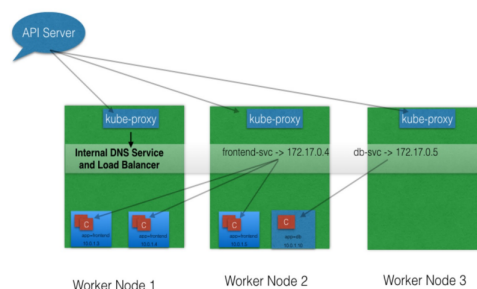 API Server
kube-proxy
kube-proxy
kube-proxy
Internal DNS Service
and Load Balancer
frontend-svc -> 172.17.0.4
db-svc -> 172.17.0.5
C
C
C
C
Worker Node 1
Worker Node 2
Worker Node 3